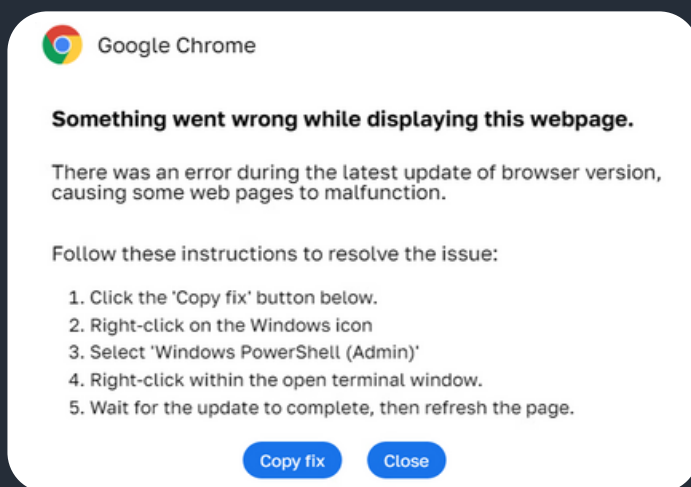 Google Chrome
Something went wrong while displaying this webpage.
There was an error during the latest update of browser version,
causing some web pages to malfunction.
Follow these instructions to resolve the issue:
1. Click the 'Copy fix' button below.
2. Right-click on the Windows icon
3. Select 'Windows PowerShell (Admin)'
4. Right-click within the open terminal window.
5. Wait for the update to complete, then refresh the page.
Copy fix Close